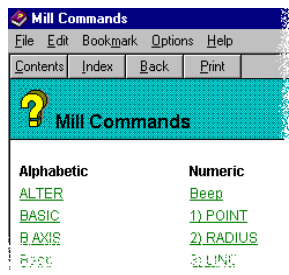 Mill Commands
File Edit Bookmark Options Help
Contents Index Back Print
Mill Commands
Alphabetic Numeric
ALTER Beep
BASIC 1) POINT
B AXIS 2) RADIUS